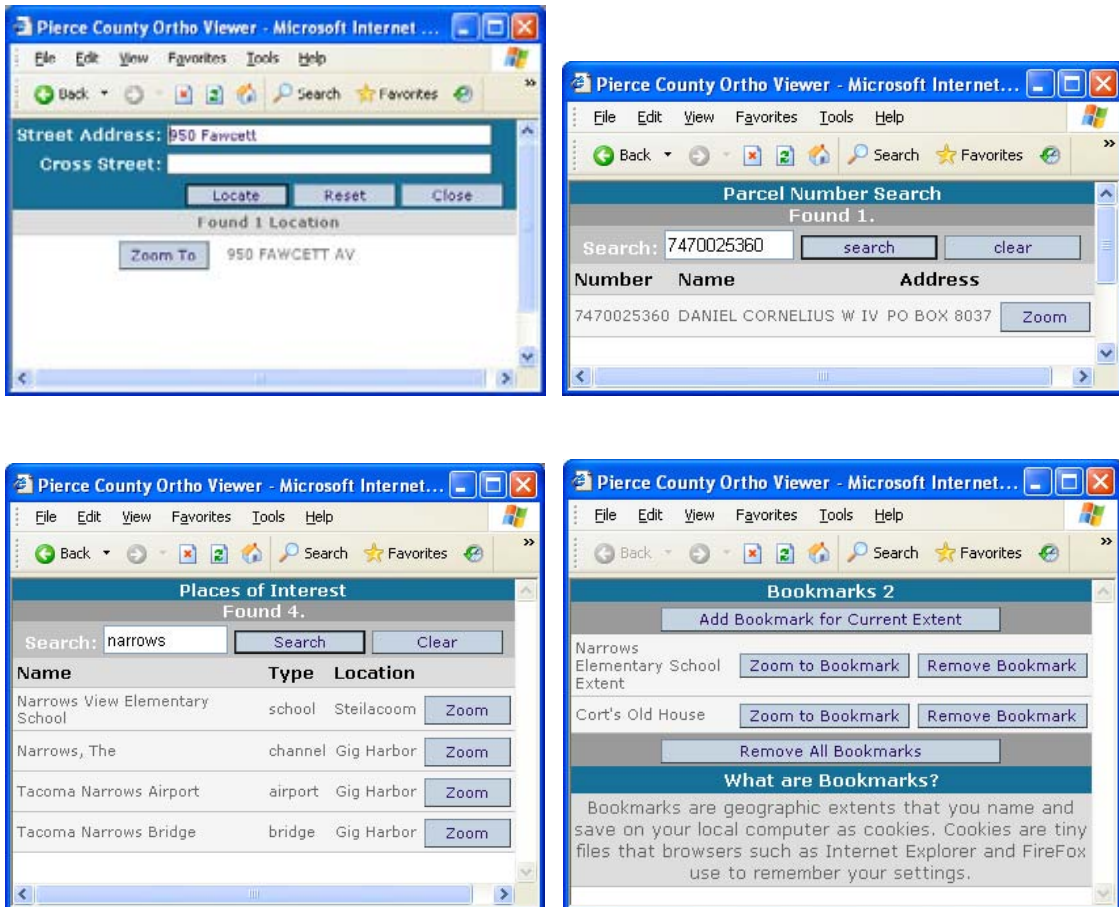 Pierce County Ortho Viewer - Microsoft Internet ...
File Edit View Favorites Tools Help
Back Search Favorites »
Street Address: 950 Fawcett
Cross Street:
Locate Reset Close
Found 1 Location
Zoom To 950 FAWCETT AV
Pierce County Ortho Viewer - Microsoft Internet...
File Edit View Favorites Tools Help
Back Search Favorites »
Parcel Number Search
Found 1.
Search: 7470025360 search clear
Number Name Address
7470025360 DANIEL CORNELIUS W IV PO BOX 8037 Zoom
Pierce County Ortho Viewer - Microsoft Internet...
File Edit View Favorites Tools Help
Back Search Favorites »
Places of Interest
Found 4.
Search: narrows Search Clear
Name Type Location
Narrows View Elementary
School school Steilacoom Zoom
Narrows, The channel Gig Harbor Zoom
Tacoma Narrows Airport airport Gig Harbor Zoom
Tacoma Narrows Bridge bridge Gig Harbor Zoom
Pierce County Ortho Viewer - Microsoft Internet...
File Edit View Favorites Tools Help
Back Search Favorites »
Bookmarks 2
Add Bookmark for Current Extent
Narrows
Elementary School Zoom to Bookmark Remove Bookmark
Extent
Cort's Old House Zoom to Bookmark Remove Bookmark
Remove All Bookmarks
What are Bookmarks?
Bookmarks are geographic extents that you name and
save on your local computer as cookies. Cookies are tiny
files that browsers such as Internet Explorer and FireFox
use to remember your settings.